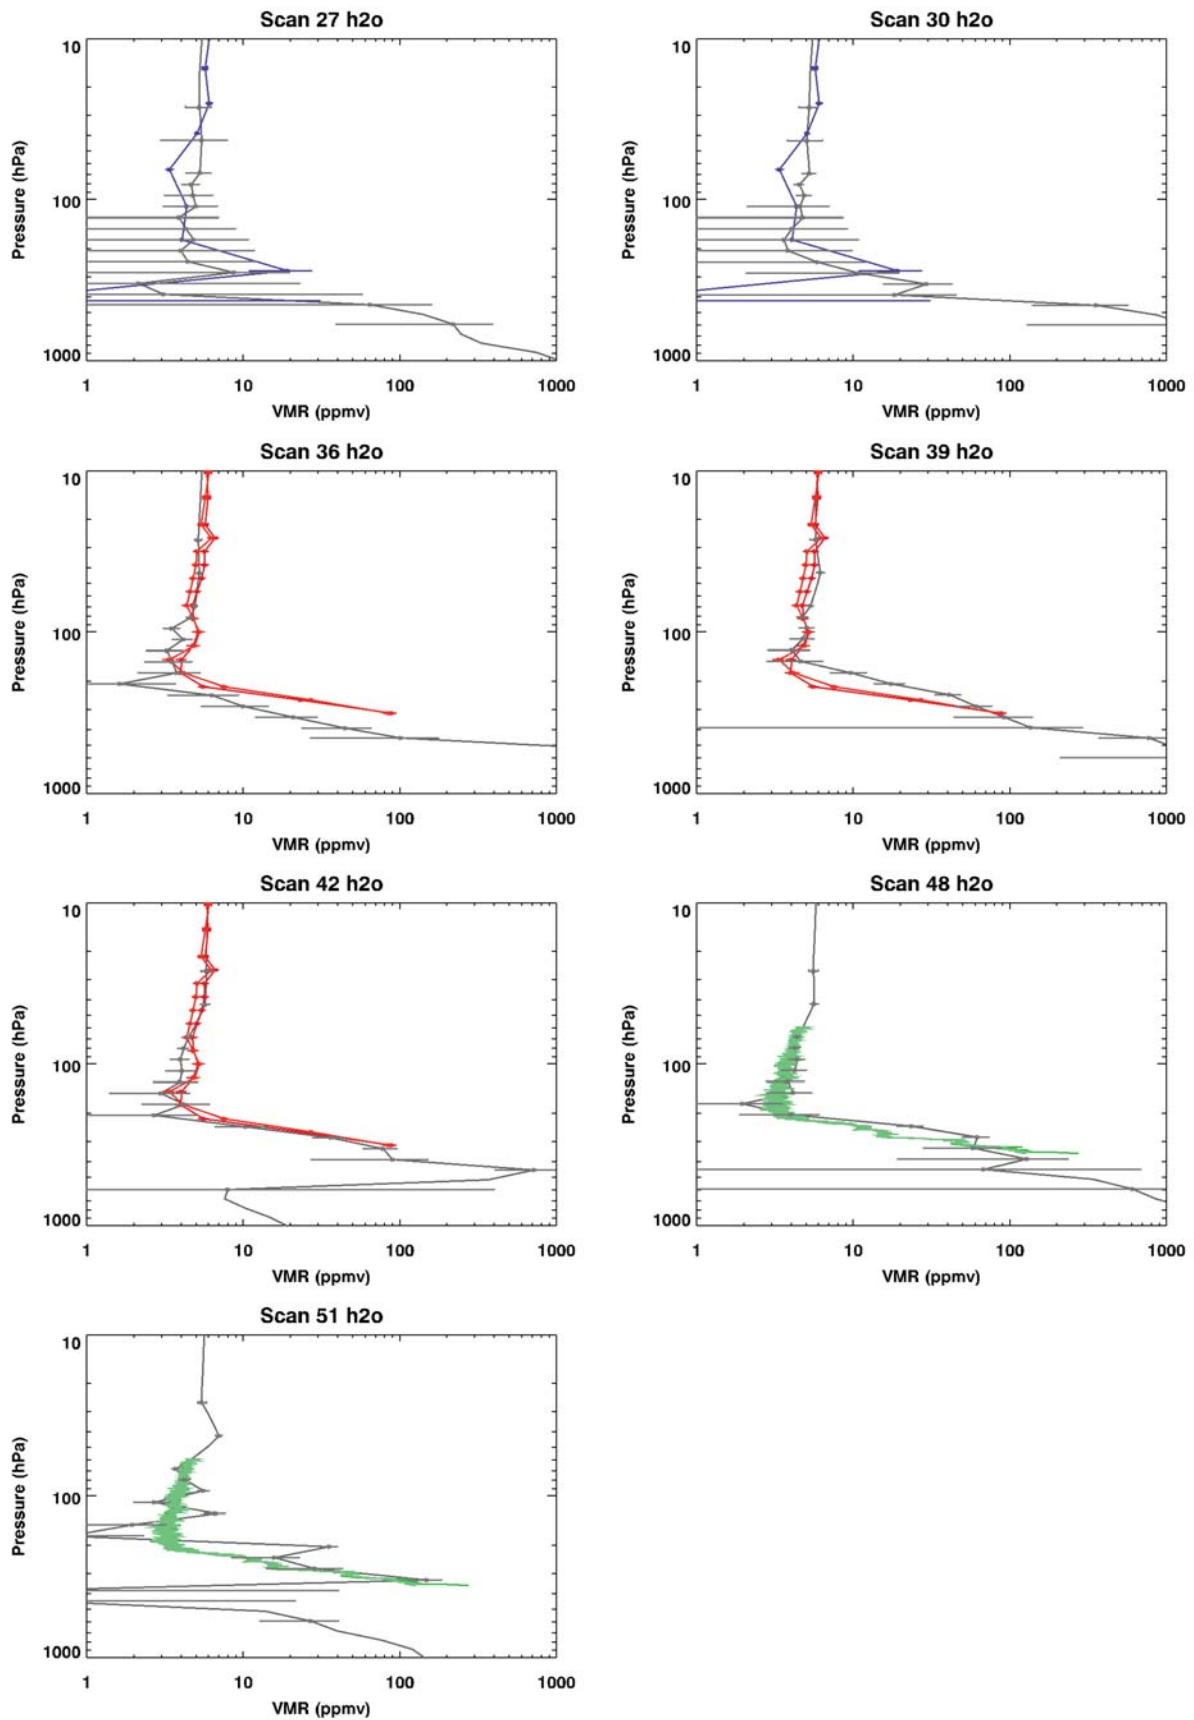 Scan 27 h2o
10
100
1000
Pressure (hPa)
1 10 100 1000
VMR (ppmv)
Scan 30 h2o
10
100
1000
Pressure (hPa)
1 10 100 1000
VMR (ppmv)
Scan 36 h2o
10
100
1000
Pressure (hPa)
1 10 100 1000
VMR (ppmv)
Scan 39 h2o
10
100
1000
Pressure (hPa)
1 10 100 1000
VMR (ppmv)
Scan 42 h2o
10
100
1000
Pressure (hPa)
1 10 100 1000
VMR (ppmv)
Scan 48 h2o
10
100
1000
Pressure (hPa)
1 10 100 1000
VMR (ppmv)
Scan 51 h2o
10
100
1000
Pressure (hPa)
1 10 100 1000
VMR (ppmv)